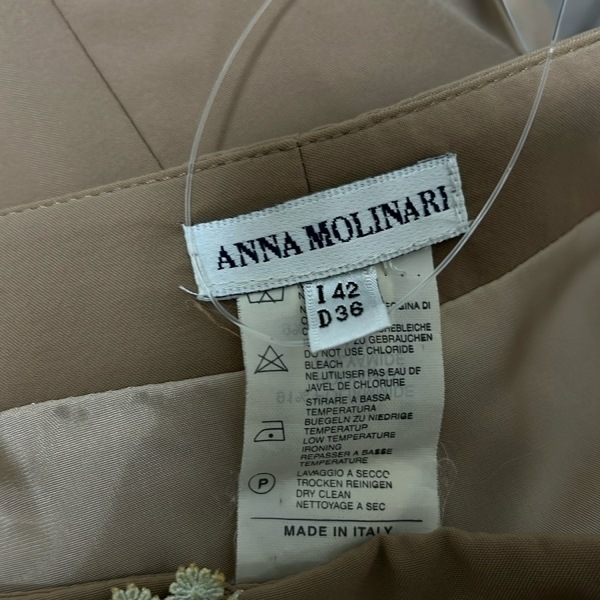 ANNA MOLINARI
I 42
D 36
DO NOT USE CHLORIDE
BLEACH
NE UTILISER PAS EAU DE
JAVEL DE CHLORURE
STIRARE A BASSA
TEMPERATURA
BUEGELN ZU NIEDRIGE
TEMPERATUP
LOW TEMPERATURE
IRONING
REPASSER A BASSE
TEMPERATURE
P
LAVAGGIO A SECCO
TROCKEN REINIGEN
DRY CLEAN
NETTOYAGE A SEC
MADE IN ITALY